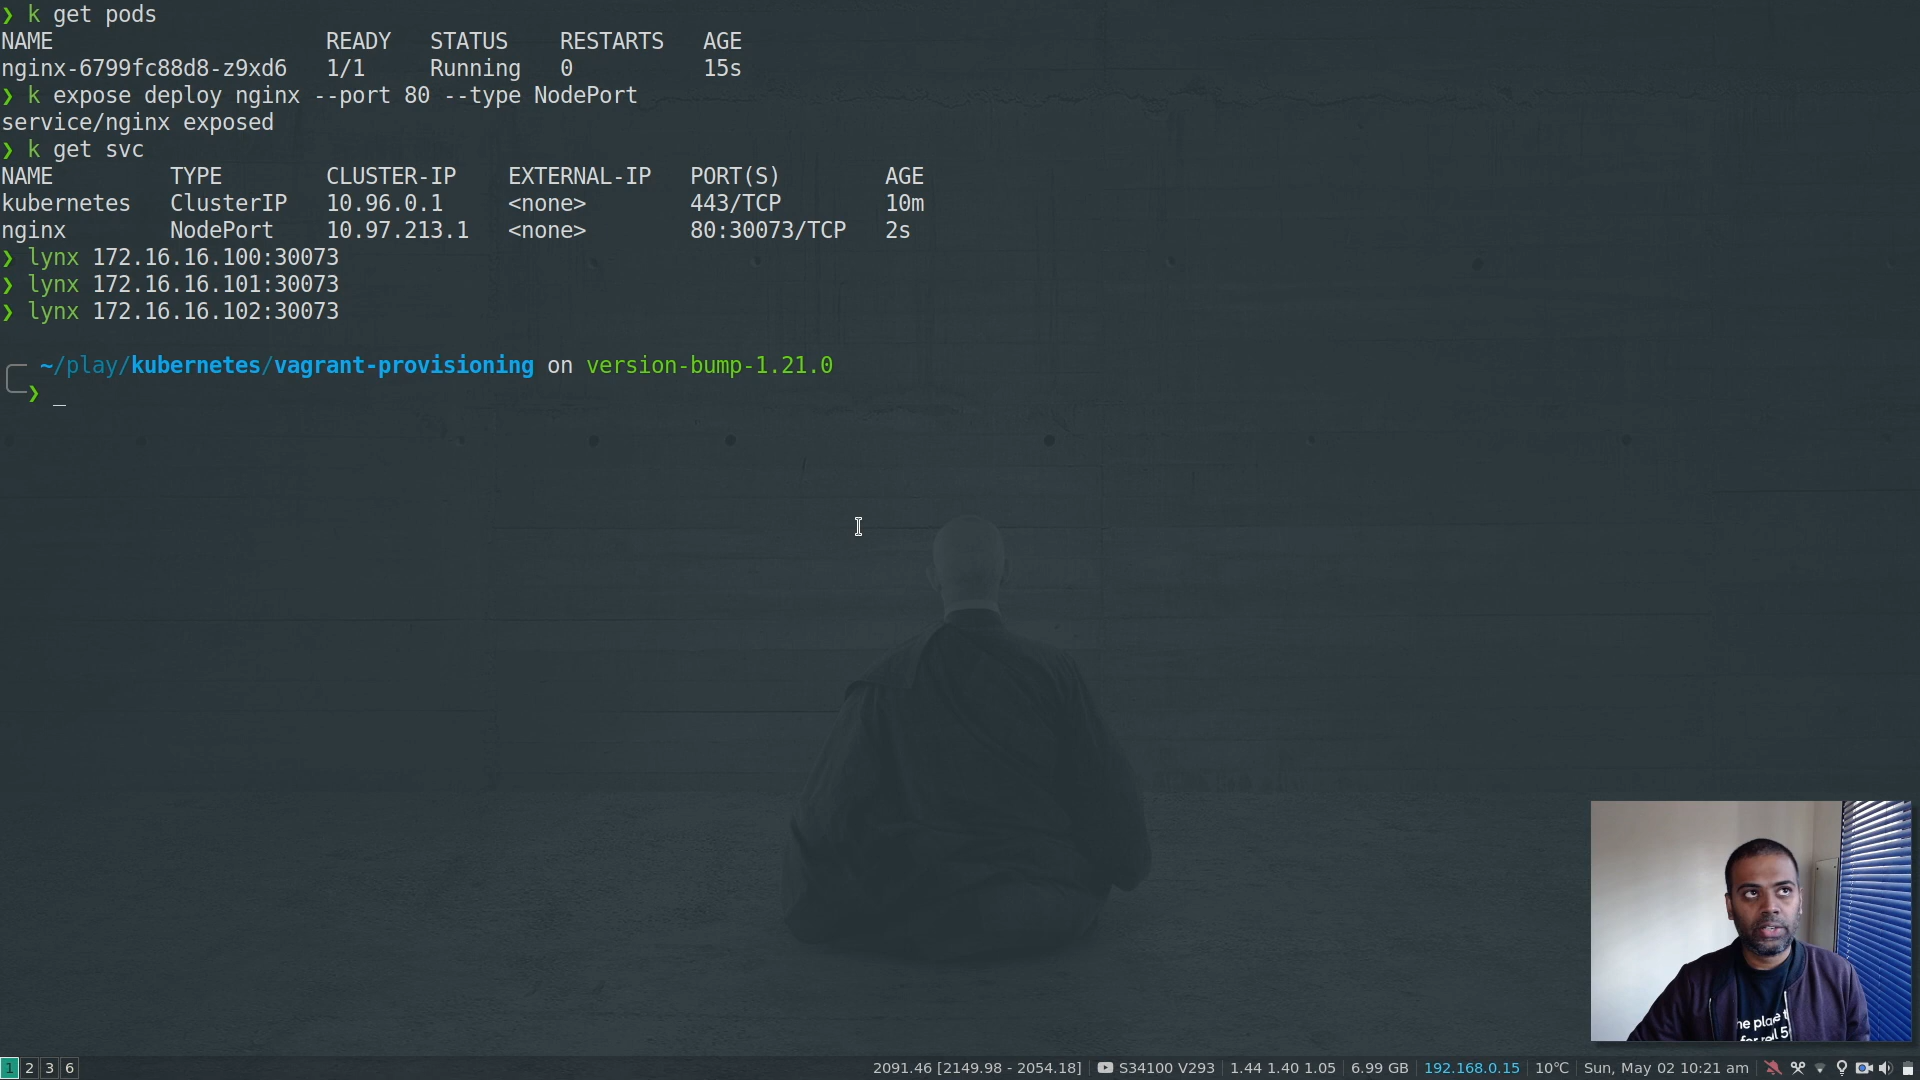 ❯ k get pods
NAME READY STATUS RESTARTS AGE
nginx-6799fc88d8-z9xd6 1/1 Running 0 15s
❯ k expose deploy nginx --port 80 --type NodePort
service/nginx exposed
❯ k get svc
NAME TYPE CLUSTER-IP EXTERNAL-IP PORT(S) AGE
kubernetes ClusterIP 10.96.0.1 <none> 443/TCP 10m
nginx NodePort 10.97.213.1 <none> 80:30073/TCP 2s
❯ lynx 172.16.16.100:30073
❯ lynx 172.16.16.101:30073
❯ lynx 172.16.16.102:30073
~/play/kubernetes/vagrant-provisioning on version-bump-1.21.0
❯ _
he place t
for 5
1 2 3 6 2091.46 [2149.98 - 2054.18] S34100 V293 1.44 1.40 1.05 6.99 GB 192.168.0.15 10°C Sun, May 02 10:21 am